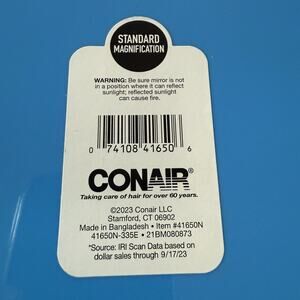 STANDARD
MAGNIFICATION
WARNING: Be sure mirror is not
in a position where it can reflect
sunlight; reflected sunlight
can cause fire.
0 74108 41650 6
CONAIR®
Taking care of hair for over 60 years.
©2023 Conair LLC
Stamford, CT 06902
Made in Bangladesh • Item #41650N
41650N-335E • 21BM080873
*Source: IRI Scan Data based on
dollar sales through 9/17/23